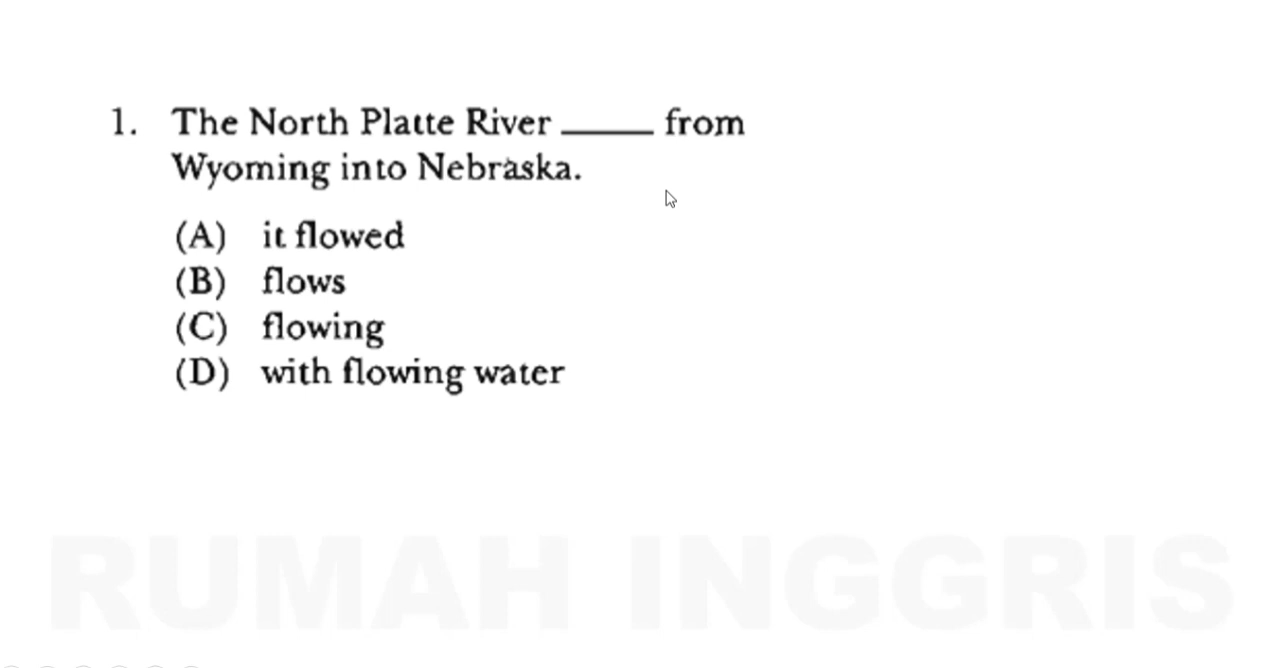 1. The North Platte River _____ from
Wyoming into Nebraska.
(A) it flowed
(B) flows
(C) flowing
(D) with flowing water
RUMAH INGGRIS